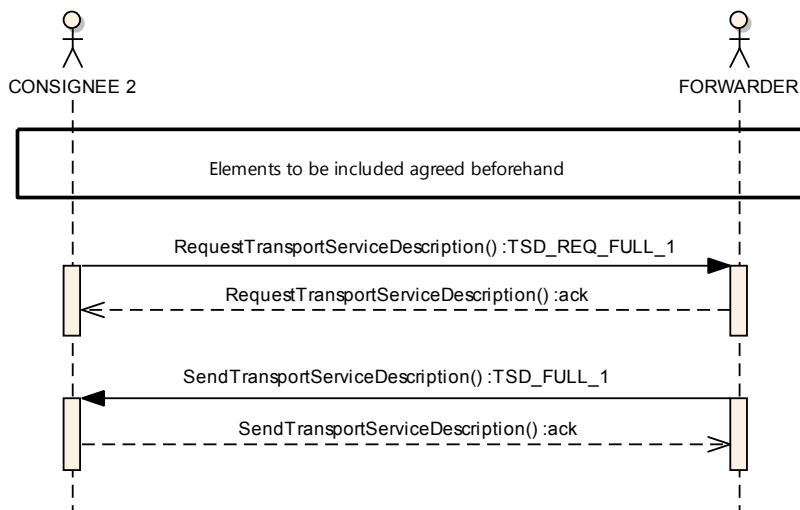 CONSIGNEE 2
FORWARDER
Elements to be included agreed beforehand
RequestTransportServiceDescription() :TSD_REQ_FULL_1
RequestTransportServiceDescription() :ack
SendTransportServiceDescription() :TSD_FULL_1
SendTransportServiceDescription() :ack